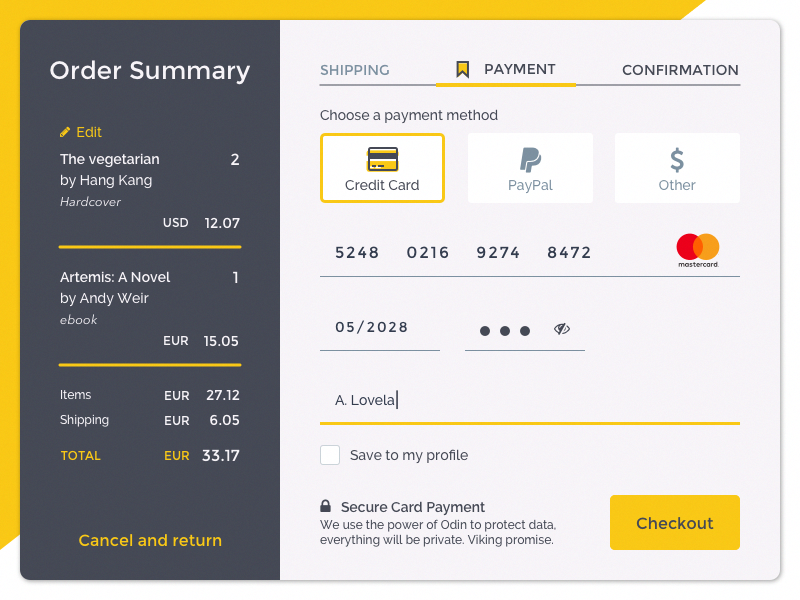 Order Summary
Edit
The vegetarian 2
by Hang Kang
Hardcover
USD 12.07
Artemis: A Novel 1
by Andy Weir
ebook
EUR 15.05
Items EUR 27.12
Shipping EUR 6.05
TOTAL EUR 33.17
Cancel and return
SHIPPING PAYMENT CONFIRMATION
Choose a payment method
Credit Card PayPal Other
5248 0216 9274 8472 mastercard
05/2028
A. Lovela
Save to my profile
Secure Card Payment
We use the power of Odin to protect data,
everything will be private. Viking promise.
Checkout